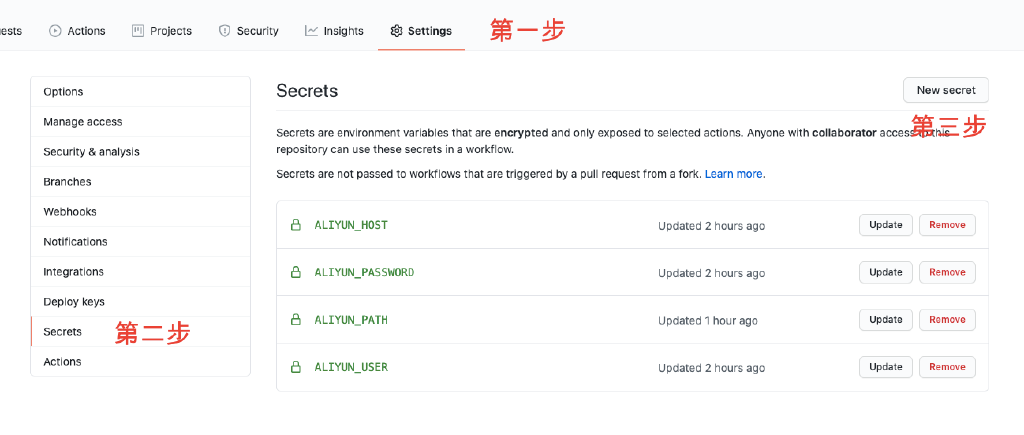 ests
Actions
Projects
Security
Insights
Settings
第一步
Options
Manage access
Security & analysis
Branches
Webhooks
Notifications
Integrations
Deploy keys
Secrets
第二步
Actions
Secrets
New secret
第三步
Secrets are environment variables that are encrypted and only exposed to selected actions. Anyone with collaborator access to this
repository can use these secrets in a workflow.
Secrets are not passed to workflows that are triggered by a pull request from a fork. Learn more.
ALIYUN_HOST Updated 2 hours ago Update Remove
ALIYUN_PASSWORD Updated 2 hours ago Update Remove
ALIYUN_PATH Updated 1 hour ago Update Remove
ALIYUN_USER Updated 2 hours ago Update Remove